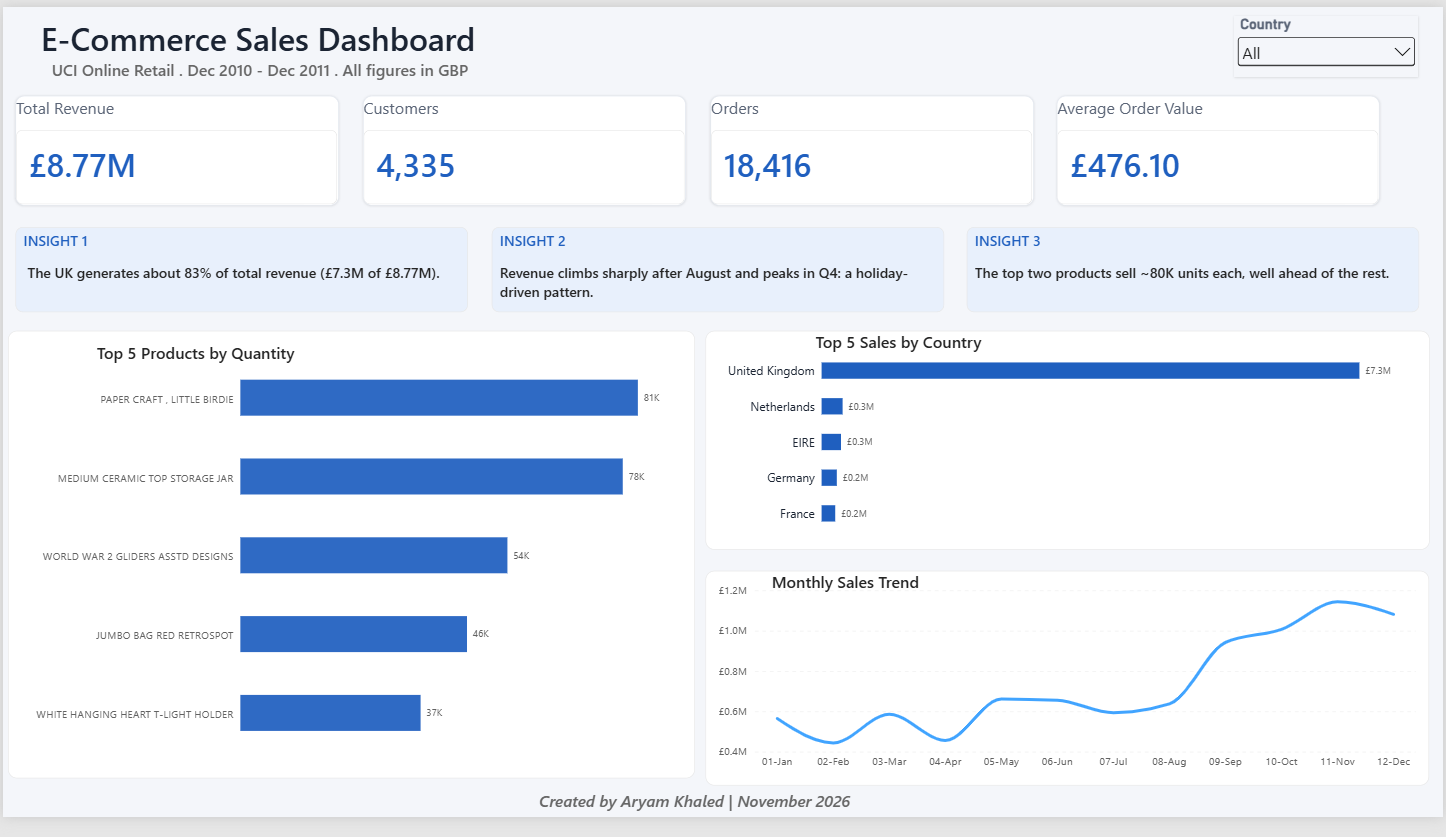 E-Commerce Sales Dashboard
UCI Online Retail . Dec 2010 - Dec 2011 . All figures in GBP
Country
All
Total Revenue
£8.77M
Customers
4,335
Orders
18,416
Average Order Value
£476.10
INSIGHT 1
The UK generates about 83% of total revenue (£7.3M of £8.77M).
INSIGHT 2
Revenue climbs sharply after August and peaks in Q4: a holiday-
driven pattern.
INSIGHT 3
The top two products sell ~80K units each, well ahead of the rest.
Top 5 Products by Quantity
PAPER CRAFT , LITTLE BIRDIE 81K
MEDIUM CERAMIC TOP STORAGE JAR 78K
WORLD WAR 2 GLIDERS ASSTD DESIGNS 54K
JUMBO BAG RED RETROSPOT 46K
WHITE HANGING HEART T-LIGHT HOLDER 37K
Top 5 Sales by Country
United Kingdom £7.3M
Netherlands £0.3M
EIRE £0.3M
Germany £0.2M
France £0.2M
Monthly Sales Trend
£1.2M
£1.0M
£0.8M
£0.6M
£0.4M
01-Jan 02-Feb 03-Mar 04-Apr 05-May 06-Jun 07-Jul 08-Aug 09-Sep 10-Oct 11-Nov 12-Dec
Created by Aryam Khaled | November 2026